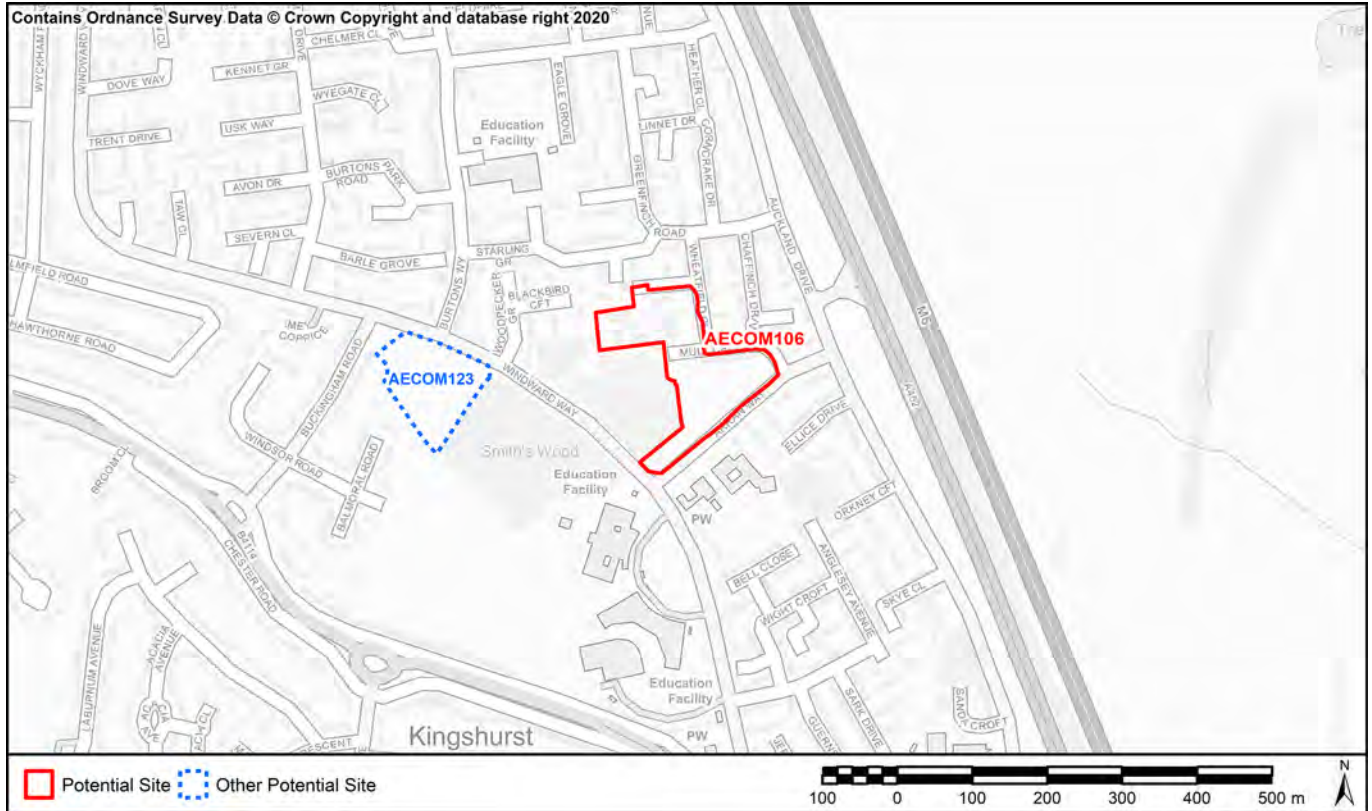 Contains Ordnance Survey Data © Crown Copyright and database right 2020
WINDWARD
DRIVE
CHELMER CL
HEATHER CL
KENNET GR
DOVE WAY
EAGLE GROVE
WYEGATE CL
Education
Facility
LINNET DR
CORNCRAKE DR
USK WAY
TRENT DRIVE
GREENFINCH
BURTONS
ROAD
PARK
AVON DR
TAW CL
AUCKLAND DRIVE
ROAD
SEVERN CL
STARLING
GR
BARLE GROVE
WHEATFIELD
CHAFFINCH DRIVE
BURTONS WY
WOODPECKER
GR
BLACKBIRD
CFT
M6
HAWTHORNE ROAD
COPPICE
AECOM106
BUCKINGHAM ROAD
AECOM123
WINDWARD WAY
A452
ELLICE DRIVE
WINDSOR ROAD
BALMORAL ROAD
Smith's Wood
Education
Facility
BROOM CL
ORKNEY CFT
PW
B4114
CHESTER ROAD
BELL CLOSE
WIGHT CROFT
ANGLESEY AVENUE
SKYE CL
LABURNUM AVENUE
ACACIA
AVENUE
Education
Facility
SARK DRIVE
SANDA CROFT
Kingshurst
PW
Potential Site
Other Potential Site
100 0 100 200 300 400 500 m
N